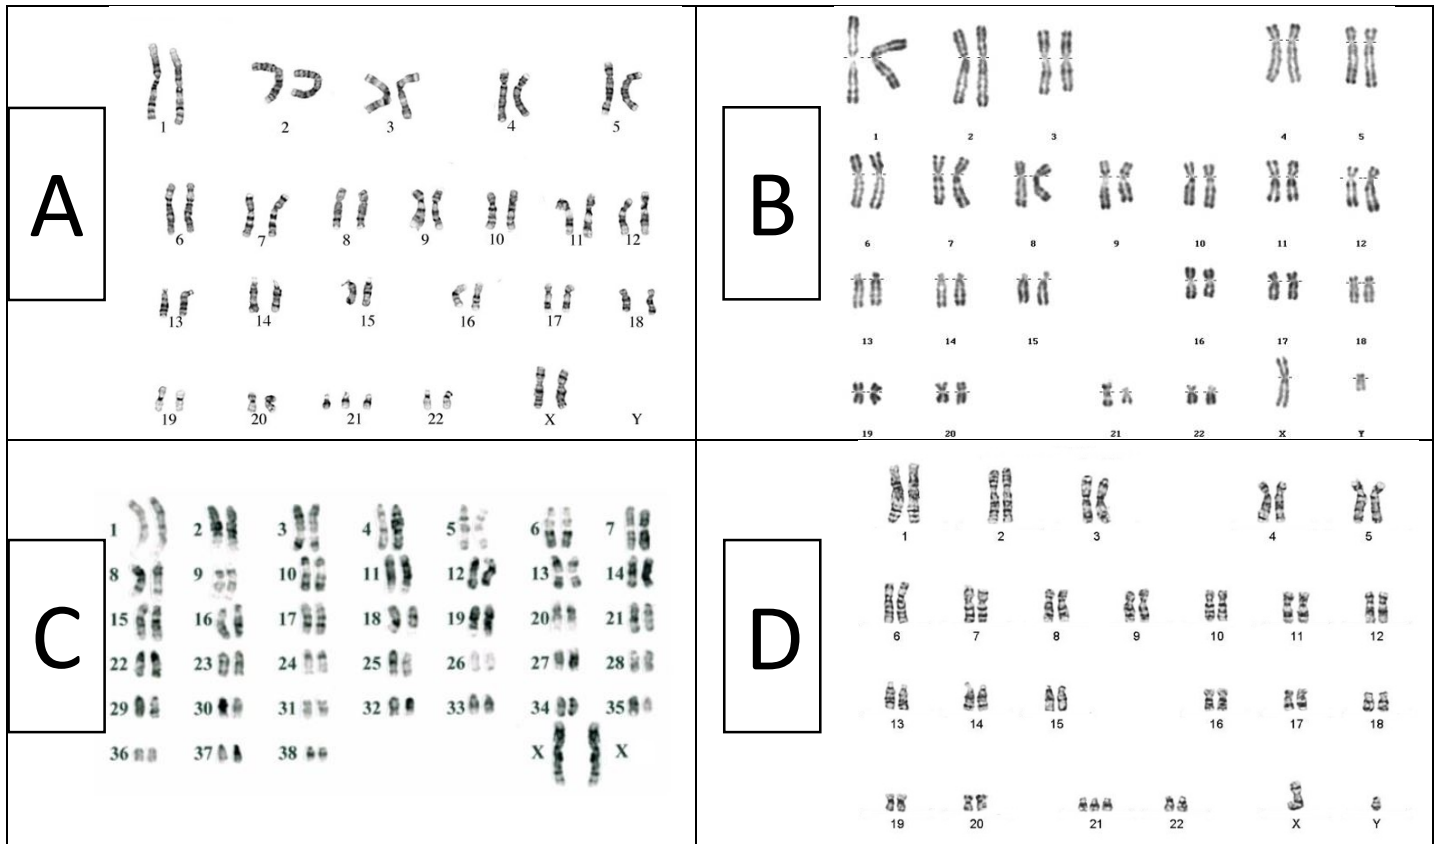 A
1 2 3 4 5
6 7 8 9 10 11 12
13 14 15 16 17 18
19 20 21 22 X Y
B
1 2 3 4 5
6 7 8 9 10 11 12
13 14 15 16 17 18
19 20 21 22 X Y
C
1 2 3 4 5 6 7
8 9 10 11 12 13 14
15 16 17 18 19 20 21
22 23 24 25 26 27 28
29 30 31 32 33 34 35
36 37 38 X X
D
1 2 3 4 5
6 7 8 9 10 11 12
13 14 15 16 17 18
19 20 21 22 X Y